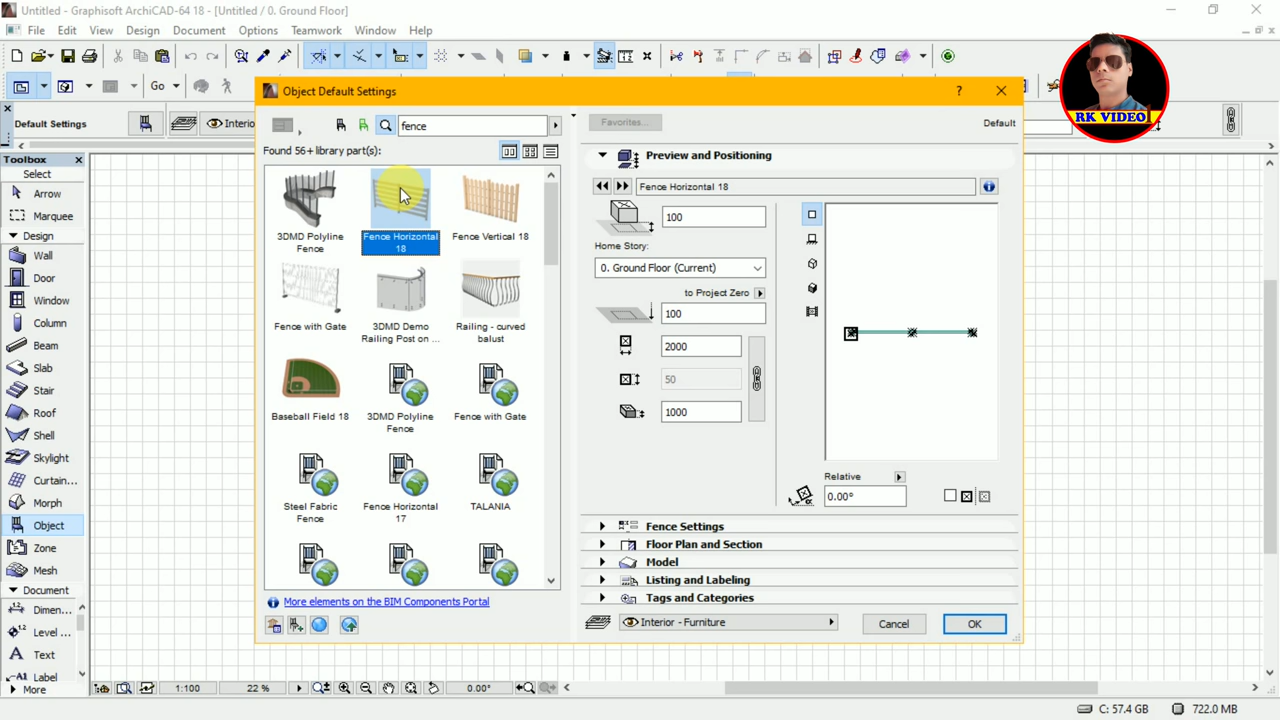 Untitled - Graphisoft ArchiCAD-64 18 - [Untitled / 0. Ground Floor]
File Edit View Design Document Options Teamwork Window Help
Go
RK VIDEO
Default Settings
Interio
Toolbox
Select
Arrow
Marquee
Design
Wall
Door
Window
Column
Beam
Slab
Stair
Roof
Shell
Skylight
Curtain...
Morph
Object
Zone
Mesh
Document
Dimen...
Level ...
Text
Label
More
Object Default Settings
fence
Found 56+ library part(s):
3DMD Polyline
Fence
Fence Horizontal
18
Fence Vertical 18
Fence with Gate
3DMD Demo
Railing Post on ...
Railing - curved
balust
Baseball Field 18
3DMD Polyline
Fence
Fence with Gate
Steel Fabric
Fence
Fence Horizontal
17
TALANIA
More elements on the BIM Components Portal
Favorites...
Default
Preview and Positioning
Fence Horizontal 18
100
Home Story:
0. Ground Floor (Current)
to Project Zero
100
2000
50
1000
Relative
0.00°
Fence Settings
Floor Plan and Section
Model
Listing and Labeling
Tags and Categories
Interior - Furniture
Cancel
OK
1:100
22 %
0.00°
C: 57.4 GB
722.0 MB